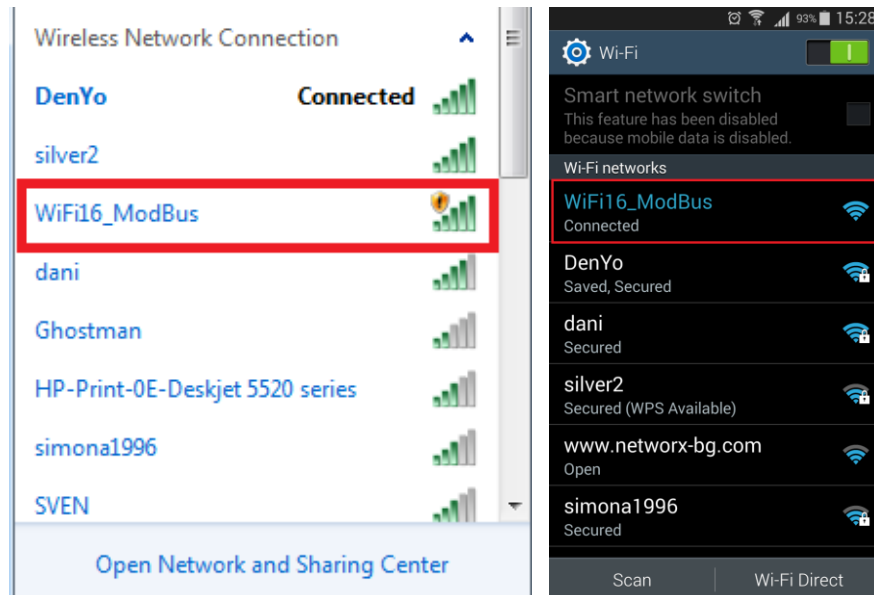 Wireless Network Connection
DenYo Connected
silver2
WiFi16_ModBus
dani
Ghostman
HP-Print-0E-Deskjet 5520 series
simona1996
SVEN
Open Network and Sharing Center
93% 15:28
Wi-Fi
Smart network switch
This feature has been disabled
because mobile data is disabled.
Wi-Fi networks
WiFi16_ModBus
Connected
DenYo
Saved, Secured
dani
Secured
silver2
Secured (WPS Available)
www.networx-bg.com
Open
simona1996
Secured
Scan Wi-Fi Direct